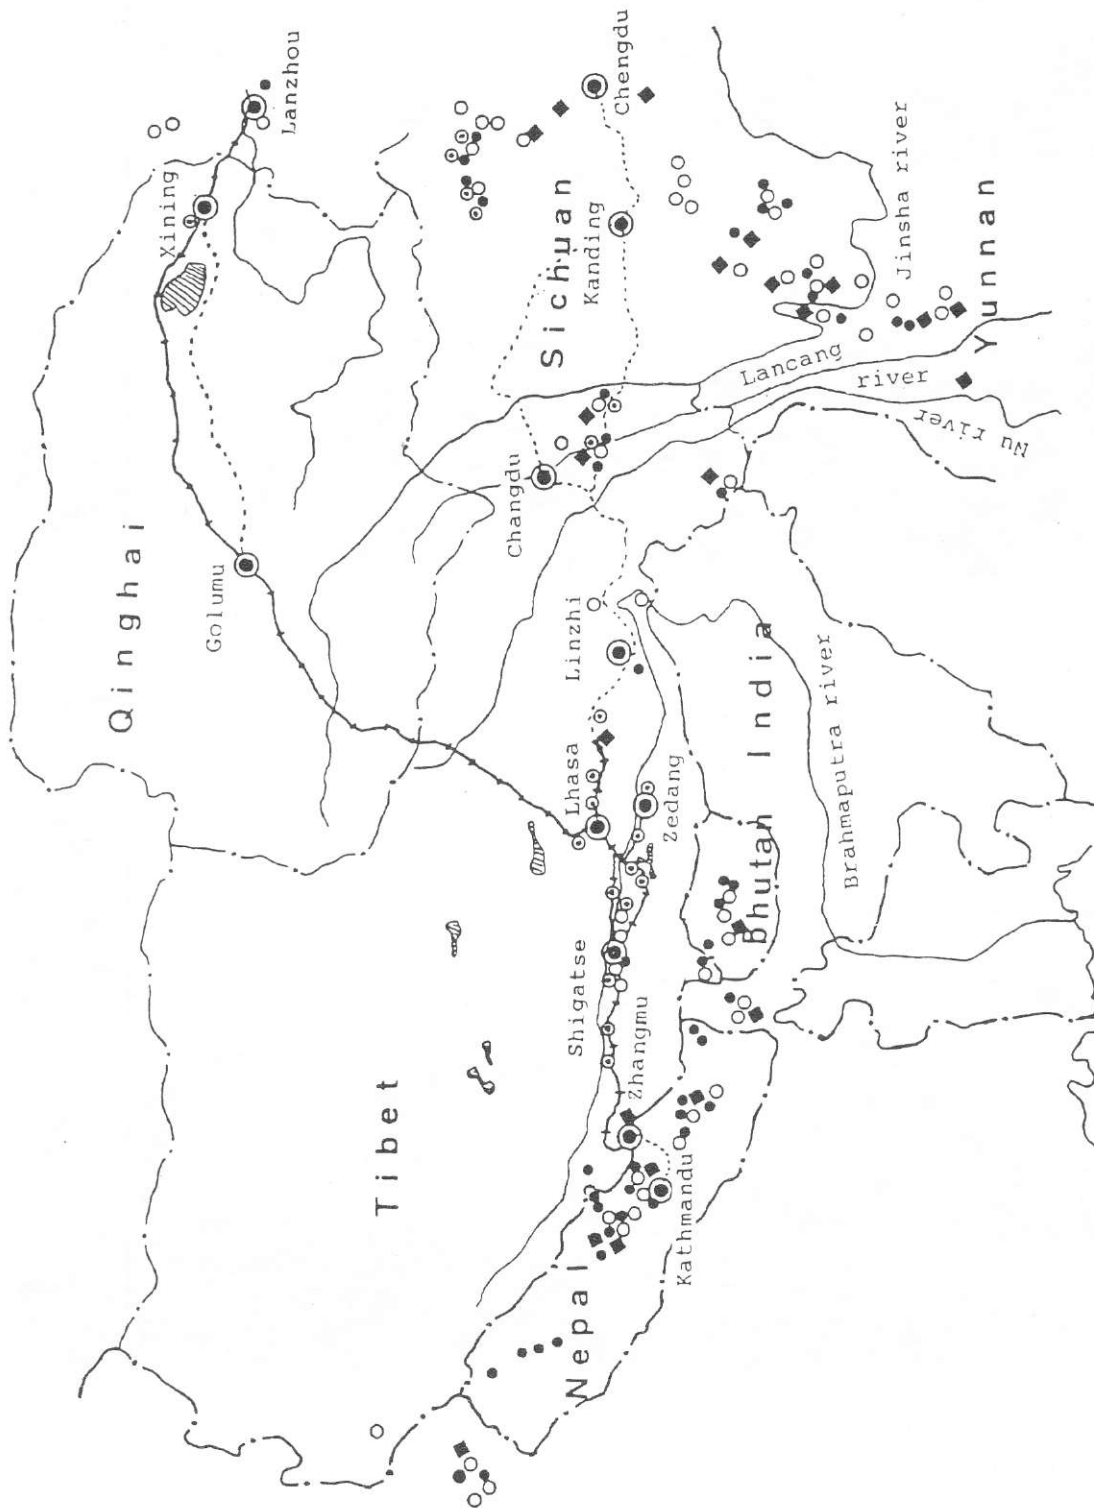 Qinghai
Xining
Lanzhou
Golumu
Tibet
Lhasa
Changdu
Sichuan
Kanding
Chengdu
Linzhi
Shigatse
Zedang
Zhangmu
Nepal
Kathmandu
Bhutan
India
Brahmaputra river
Lancang
river
Nu river
Jinsha river
Yunnan